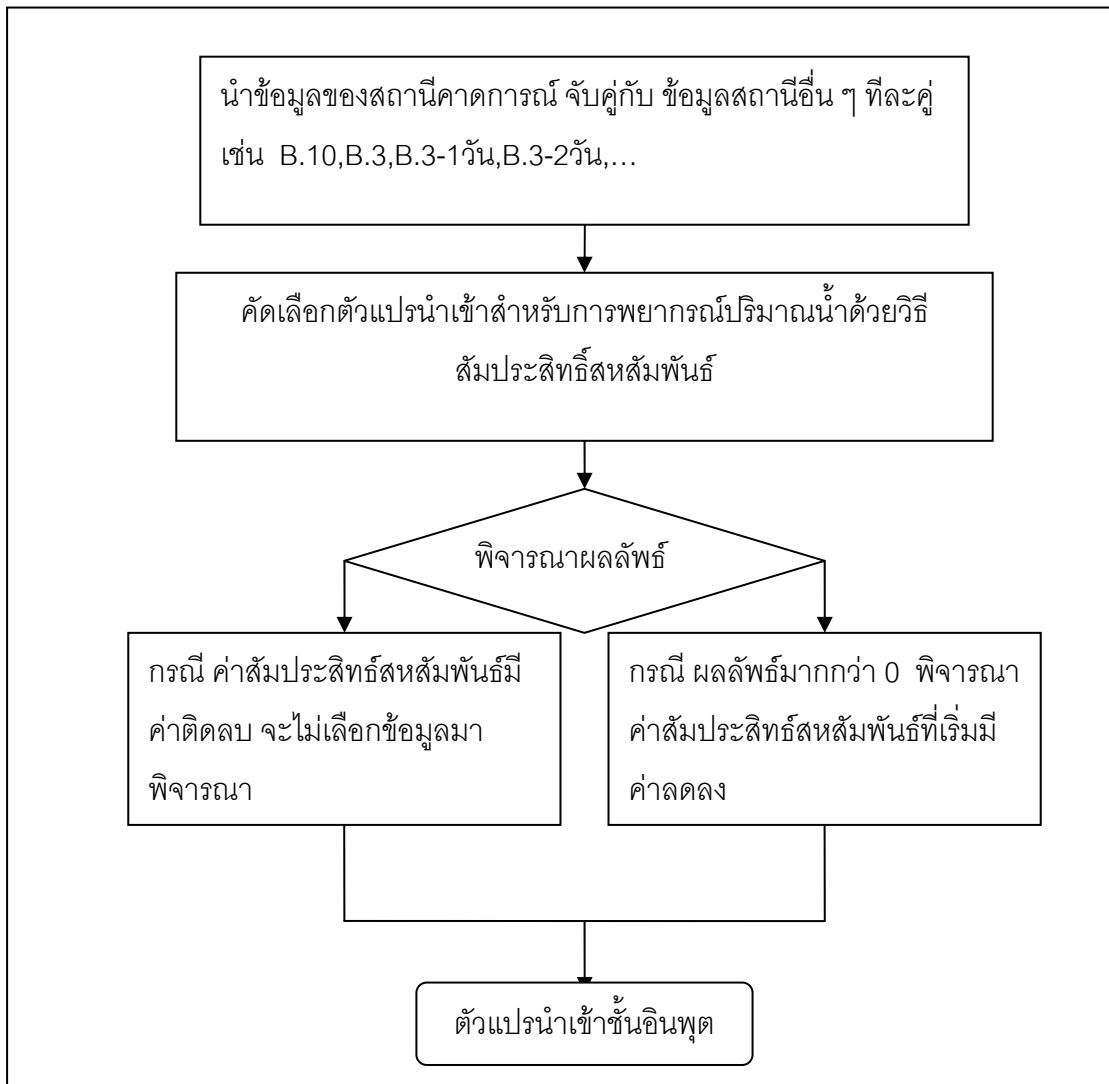 นำข้อมูลของสถานีคาดการณ์ จับคู่กับ ข้อมูลสถานีอื่น ๆ ทีละคู่
เช่น B.10,B.3,B.3-1วัน,B.3-2วัน,...
คัดเลือกตัวแปรนำเข้าสำหรับการพยากรณ์ปริมาณน้ำด้วยวิธี
สัมประสิทธิ์สหสัมพันธ์
พิจารณาผลลัพธ์
กรณี ค่าสัมประสิทธ์สหสัมพันธ์มี
ค่าติดลบ จะไม่เลือกข้อมูลมา
พิจารณา
กรณี ผลลัพธ์มากกว่า 0 พิจารณา
ค่าสัมประสิทธ์สหสัมพันธ์ที่เริ่มมี
ค่าลดลง
ตัวแปรนำเข้าชั้นอินพุต